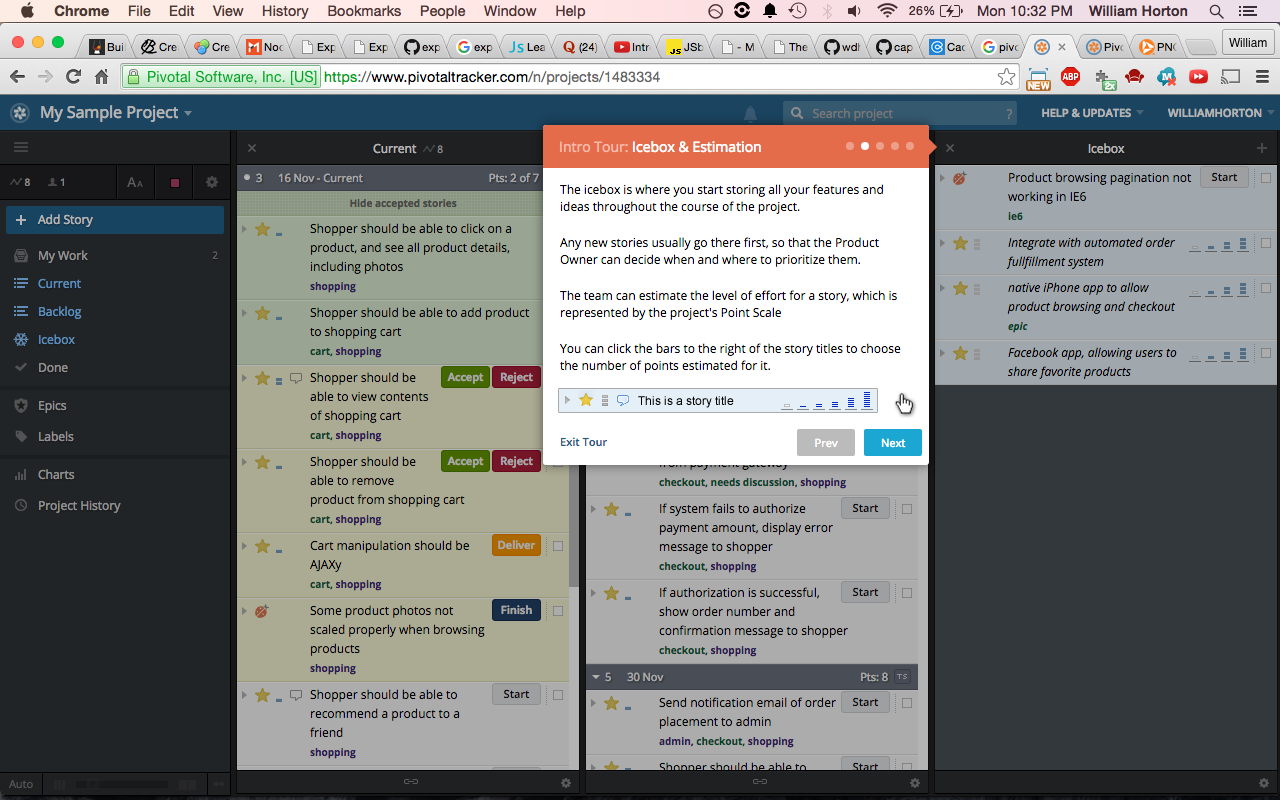 Chrome File Edit View History Bookmarks People Window Help 26% Mon 10:32 PM William Horton
Bui Cre Cre Noc Exp Exp exp exp Lea Q (24) Intr JSb - M The wdh cap Cac pivo Pivo PNC William
Pivotal Software, Inc. [US] https://www.pivotaltracker.com/n/projects/1483334 NEW ABP 2x
My Sample Project Search project ? HELP & UPDATES WILLIAMHORTON
8 1 AA
Add Story
My Work 2
Current
Backlog
Icebox
Done
Epics
Labels
Charts
Project History
Auto
Current 8
3 16 Nov - Current Pts: 2 of 7
Hide accepted stories
Shopper should be able to click on a
product, and see all product details,
including photos
shopping
Shopper should be able to add product
to shopping cart
cart, shopping
Shopper should be Accept Reject
able to view contents
of shopping cart
cart, shopping
Shopper should be Accept Reject
able to remove
product from shopping cart
cart, shopping
Cart manipulation should be Deliver
AJAXy
cart, shopping
Some product photos not Finish
scaled properly when browsing
products
shopping
Shopper should be able to Start
recommend a product to a
friend
shopping
Intro Tour: Icebox & Estimation
The icebox is where you start storing all your features and
ideas throughout the course of the project.
Any new stories usually go there first, so that the Product
Owner can decide when and where to prioritize them.
The team can estimate the level of effort for a story, which is
represented by the project's Point Scale
You can click the bars to the right of the story titles to choose
the number of points estimated for it.
This is a story title
Exit Tour Prev Next
from payment gateway
checkout, needs discussion, shopping
If system fails to authorize Start
payment amount, display error
message to shopper
checkout, shopping
If authorization is successful, Start
show order number and
confirmation message to shopper
checkout, shopping
5 30 Nov Pts: 8 TS
Send notification email of order Start
placement to admin
admin, checkout, shopping
Shopper should be able to Start
Icebox
Product browsing pagination not Start
working in IE6
ie6
Integrate with automated order
fullfillment system
native iPhone app to allow
product browsing and checkout
epic
Facebook app, allowing users to
share favorite products